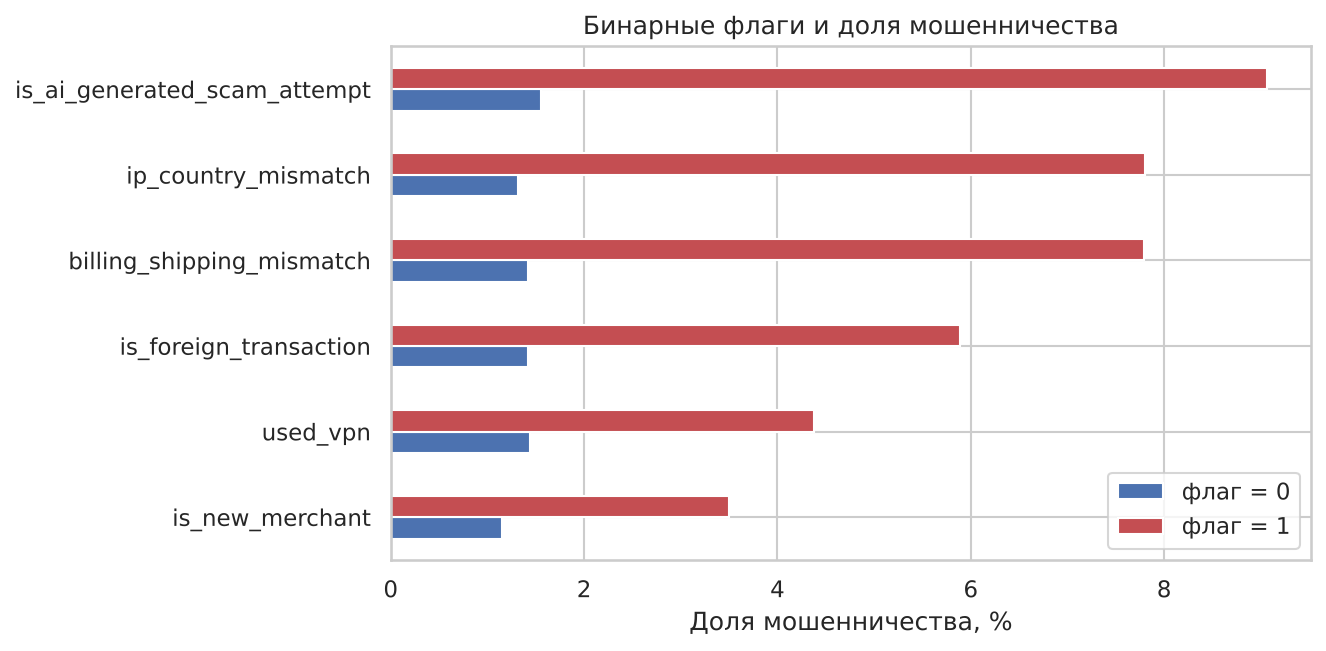 Бинарные флаги и доля мошенничества
is_ai_generated_scam_attempt
ip_country_mismatch
billing_shipping_mismatch
is_foreign_transaction
used_vpn
is_new_merchant
флаг = 0
флаг = 1
0 2 4 6 8
Доля мошенничества, %